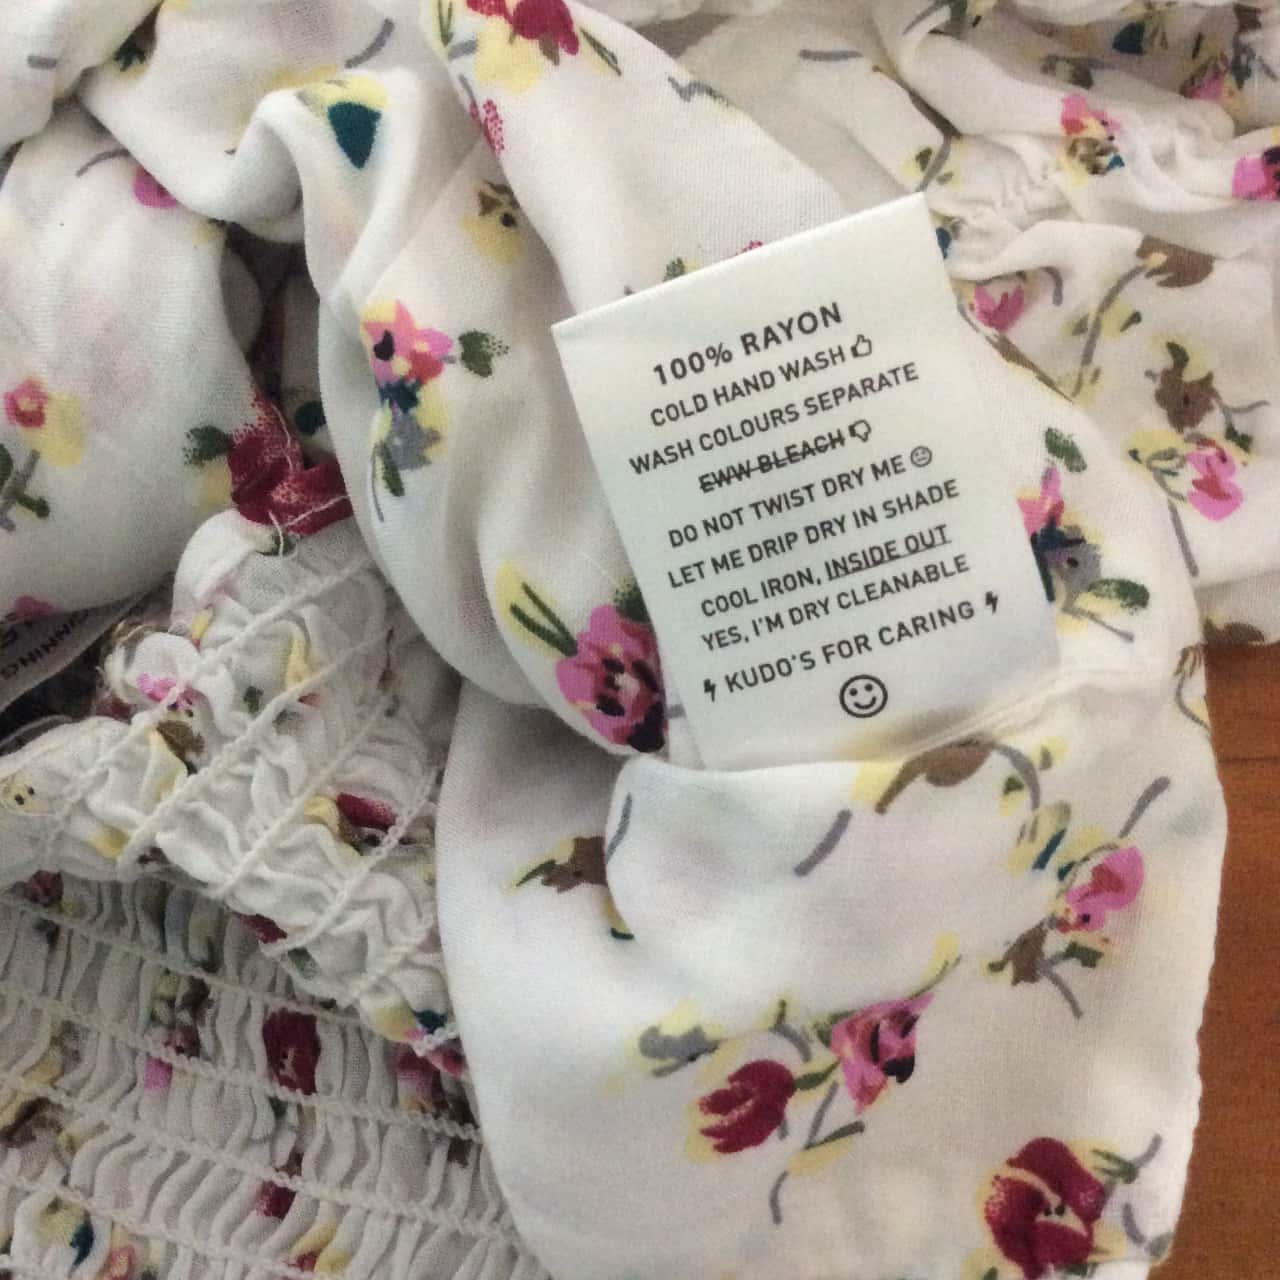 100% RAYON
COLD HAND WASH 👍
WASH COLOURS SEPARATE
EWW BLEACH 👎
DO NOT TWIST DRY ME 😐
LET ME DRIP DRY IN SHADE
COOL IRON, INSIDE OUT
YES, I'M DRY CLEANABLE
⚡ KUDO'S FOR CARING ⚡
☺